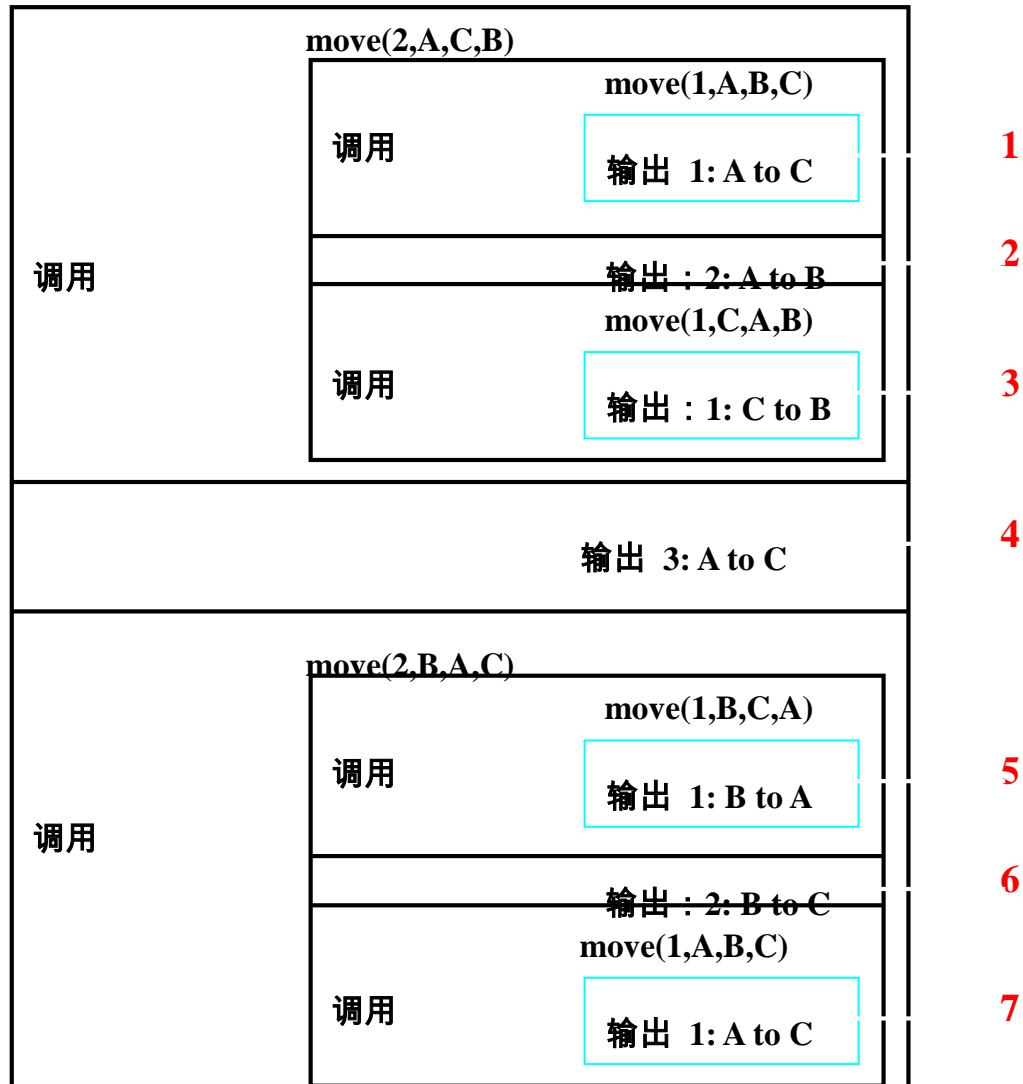 move(2,A,C,B)
move(1,A,B,C)
调用
输出 1: A to C
1
调用
输出：2: A to B
2
move(1,C,A,B)
调用
输出：1: C to B
3
输出 3: A to C
4
move(2,B,A,C)
move(1,B,C,A)
调用
输出 1: B to A
5
调用
输出：2: B to C
6
move(1,A,B,C)
调用
输出 1: A to C
7